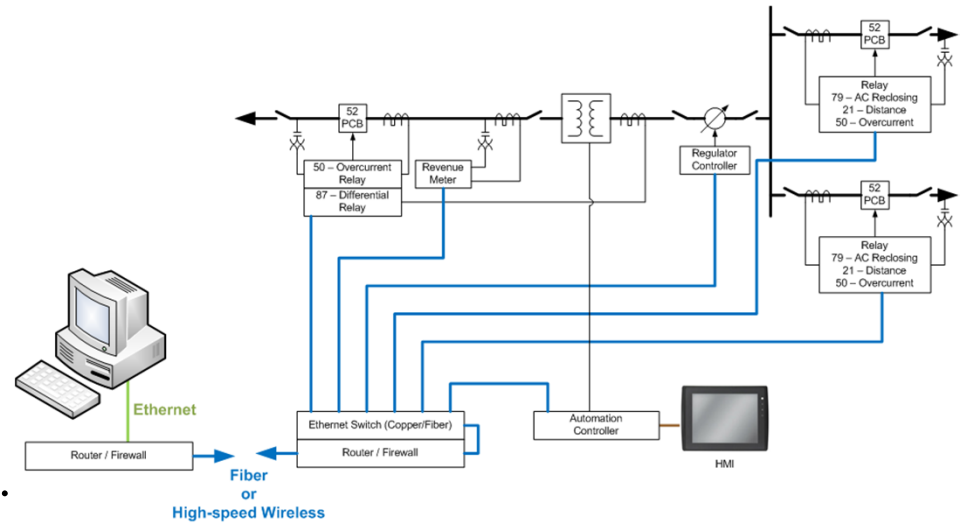 52
PCB
Relay
79 – AC Reclosing
21 – Distance
50 – Overcurrent
52
PCB
50 – Overcurrent
Relay
87 – Differential
Relay
Revenue
Meter
Regulator
Controller
52
PCB
Relay
79 – AC Reclosing
21 – Distance
50 – Overcurrent
Ethernet
Router / Firewall
Fiber
or
High-speed Wireless
Ethernet Switch (Copper/Fiber)
Router / Firewall
Automation
Controller
HMI